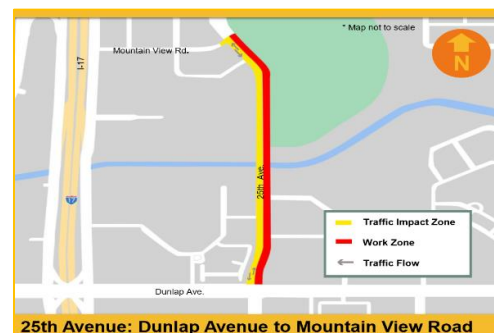 * Map not to scale
Mountain View Rd.
I-17
N
25th Ave.
17
Traffic Impact Zone
Work Zone
Traffic Flow
Dunlap Ave.
25th Avenue: Dunlap Avenue to Mountain View Road